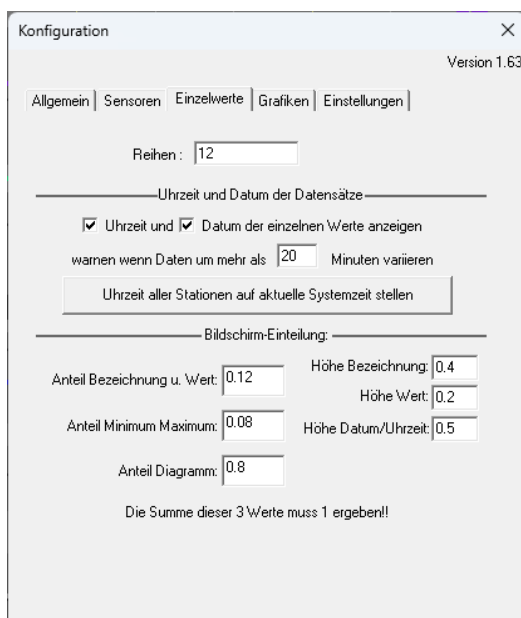 Konfiguration
Version 1.63
Allgemein Sensoren Einzelwerte Grafiken Einstellungen
Reihen : 12
Uhrzeit und Datum der Datensätze
Uhrzeit und Datum der einzelnen Werte anzeigen
warnen wenn Daten um mehr als 20 Minuten variieren
Uhrzeit aller Stationen auf aktuelle Systemzeit stellen
Bildschirm-Einteilung:
Anteil Bezeichnung u. Wert: 0.12
Anteil Minimum Maximum: 0.08
Anteil Diagramm: 0.8
Höhe Bezeichnung: 0.4
Höhe Wert: 0.2
Höhe Datum/Uhrzeit: 0.5
Die Summe dieser 3 Werte muss 1 ergeben!!